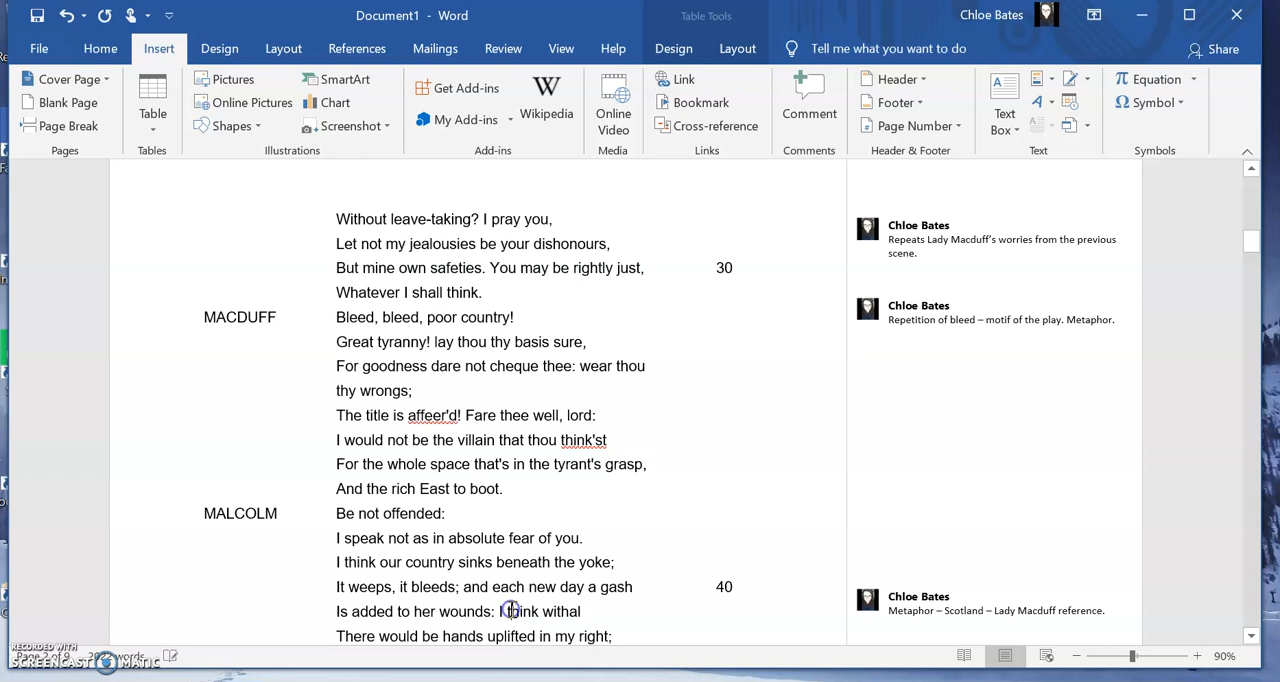 Document1 - Word
Table Tools
Chloe Bates
File Home Insert Design Layout References Mailings Review View Help Design Layout Tell me what you want to do Share
Cover Page
Blank Page
Page Break
Pages
Table
Tables
Pictures
Online Pictures
Shapes
SmartArt
Chart
Screenshot
Illustrations
Get Add-ins
My Add-ins
W
Wikipedia
Add-ins
Online
Video
Media
Link
Bookmark
Cross-reference
Links
Comment
Comments
Header
Footer
Page Number
Header & Footer
Text
Box
Text
Equation
Symbol
Symbols
Without leave-taking? I pray you,
Let not my jealousies be your dishonours,
But mine own safeties. You may be rightly just, 30
Whatever I shall think.
MACDUFF Bleed, bleed, poor country!
Great tyranny! lay thou thy basis sure,
For goodness dare not cheque thee: wear thou
thy wrongs;
The title is affeer'd! Fare thee well, lord:
I would not be the villain that thou think'st
For the whole space that's in the tyrant's grasp,
And the rich East to boot.
MALCOLM Be not offended:
I speak not as in absolute fear of you.
I think our country sinks beneath the yoke;
It weeps, it bleeds; and each new day a gash 40
Is added to her wounds: I think withal
There would be hands uplifted in my right;
Chloe Bates
Repeats Lady Macduff's worries from the previous
scene.
Chloe Bates
Repetition of bleed – motif of the play. Metaphor.
Chloe Bates
Metaphor – Scotland – Lady Macduff reference.
RECORDED WITH
SCREENCAST MATIC
Page 2 of 9
words
90%